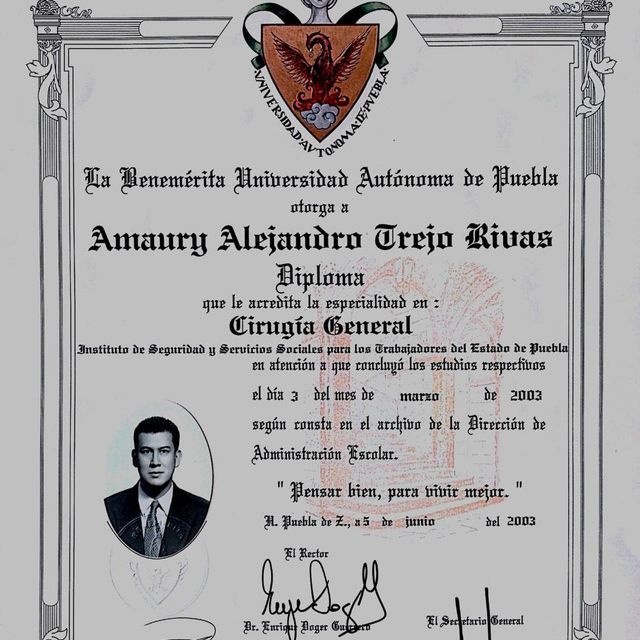 UNIVERSIDAD AVTONOMA DE PVEBLA
La Benemérita Universidad Autónoma de Puebla
otorga a
Amaury Alejandro Trejo Rivas
Diploma
que le acredita la especialidad en :
Cirugía General
Instituto de Seguridad y Servicios Sociales para los Trabajadores del Estado de Puebla
en atención a que concluyó los estudios respectivos
el día 3 del mes de marzo de 2003
según consta en el archivo de la Dirección de
Administración Escolar.
" Pensar bien, para vivir mejor. "
H. Puebla de Z., a 5 de junio del 2003
El Rector
Dr. Enrique Doger Guerrero
El Secretario General